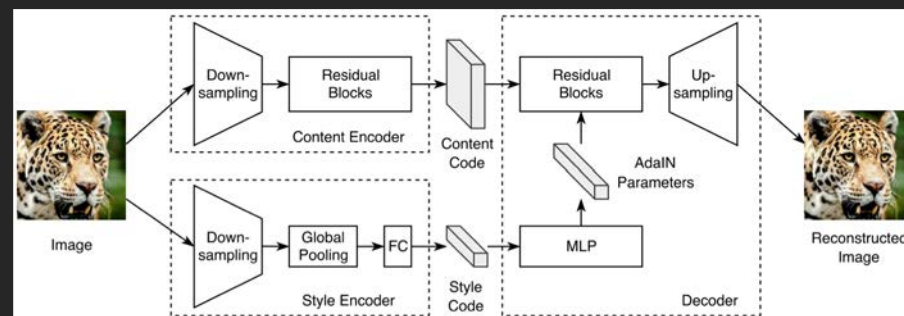 Down-
sampling
Residual
Blocks
Content Encoder
Content
Code
Residual
Blocks
Up-
sampling
AdaIN
Parameters
Image
Down-
sampling
Global
Pooling
FC
Style Encoder
Style
Code
MLP
Decoder
Reconstructed
Image